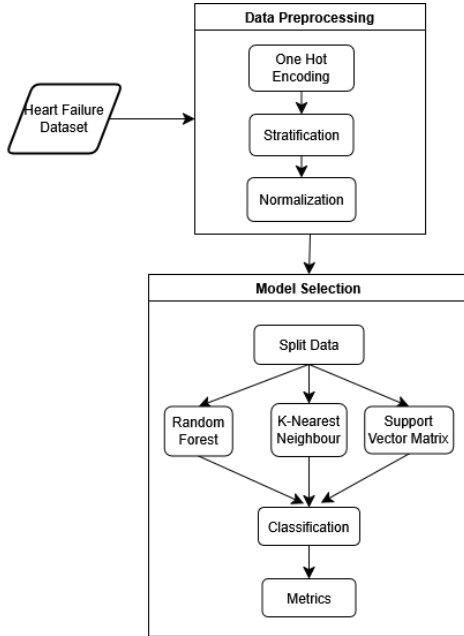 Data Preprocessing
One Hot
Encoding
Heart Failure
Dataset
Stratification
Normalization
Model Selection
Split Data
Random
Forest
K-Nearest
Neighbour
Support
Vector Matrix
Classification
Metrics